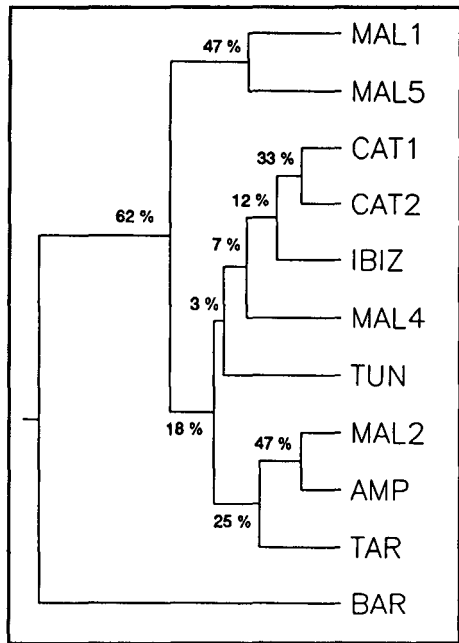 MAL1
47 %
MAL5
CAT1
33 %
CAT2
12 %
62 %
7 %
IBIZ
3 %
MAL4
TUN
18 %
MAL2
47 %
AMP
25 %
TAR
BAR